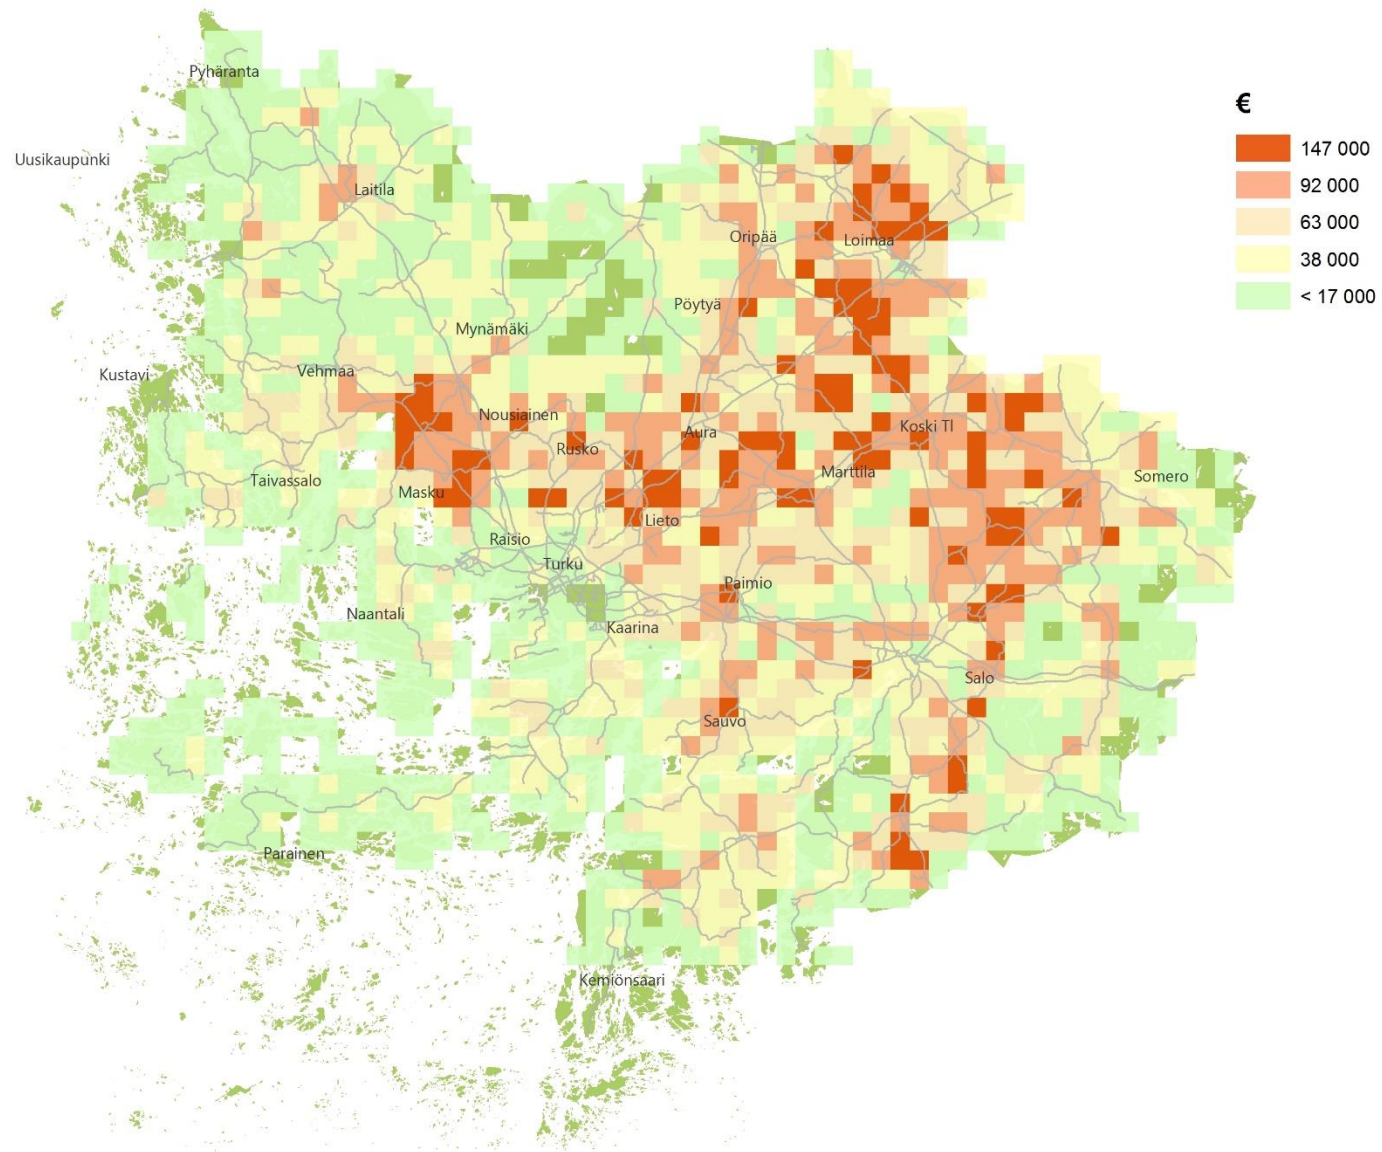 Pyhäranta
€
147 000
Uusikaupunki
92 000
Laitila
63 000
Oripää
Loimaa
38 000
< 17 000
Pöytyä
Mynämäki
Vehmaa
Kustavi
Nousiainen
Koski Tl
Aura
Rusko
Marttila
Somero
Taivassalo
Masku
Lieto
Raisio
Turku
Paimio
Naantali
Kaarina
Salo
Sauvo
Parainen
Kemiönsaari